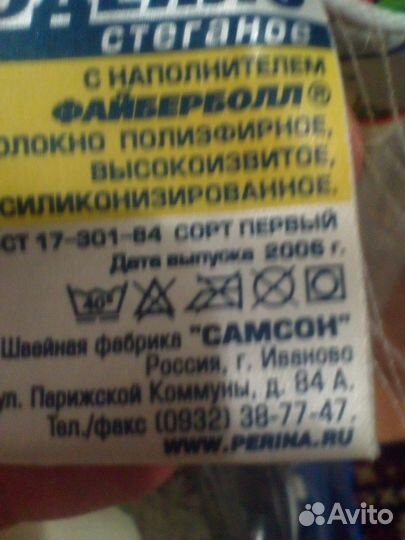 стеганое
С НАПОЛНИТЕЛЕМ
ФАЙБЕРБОЛЛ®
ОЛОКНО ПОЛИЭФИРНОЕ,
ВЫСОКОИЗВИТОЕ,
СИЛИКОНИЗИРОВАННОЕ.
СТ 17-301-84 СОРТ ПЕРВЫЙ
Дата выпуска 2006 г.
40°
Швейная фабрика "САМСОН"
Россия, г. Иваново
ул. Парижской Коммуны, д. 84 А.
Тел./факс (0932) 38-77-47.
WWW.PERINA.RU
Avito